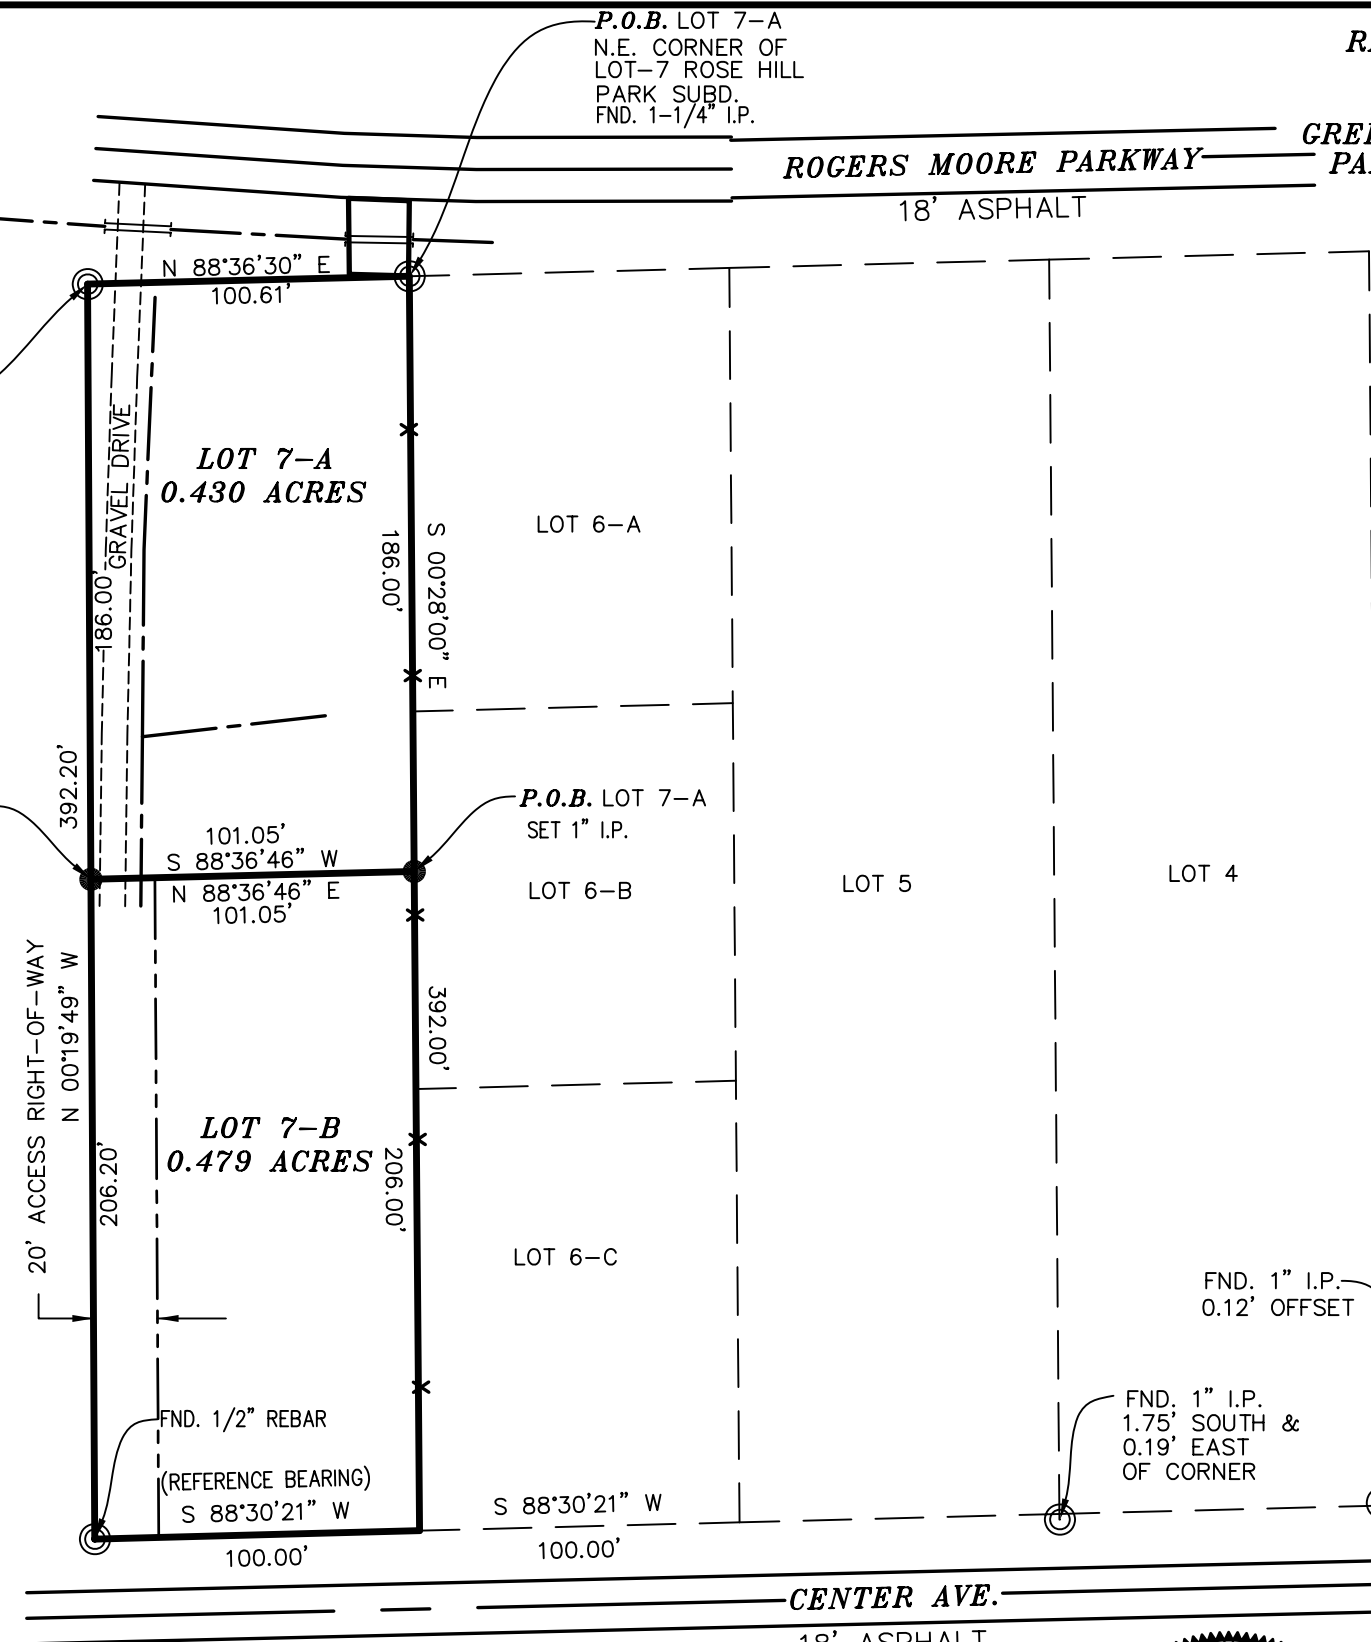 P.O.B. LOT 7-A
N.E. CORNER OF
LOT-7 ROSE HILL
PARK SUBD.
FND. 1-1/4" I.P.
ROGERS MOORE PARKWAY
18' ASPHALT
N 88°36'30" E
100.61'
GRAVEL DRIVE
LOT 7-A
0.430 ACRES
186.00'
186.00'
S 00°28'00" E
LOT 6-A
392.20'
P.O.B. LOT 7-A
SET 1" I.P.
101.05'
S 88°36'46" W
N 88°36'46" E
101.05'
LOT 6-B
LOT 5
LOT 4
20' ACCESS RIGHT-OF-WAY
N 00°19'49" W
392.00'
LOT 7-B
0.479 ACRES
206.20'
206.00'
LOT 6-C
FND. 1" I.P.
0.12' OFFSET
FND. 1/2" REBAR
FND. 1" I.P.
1.75' SOUTH &
0.19' EAST
OF CORNER
(REFERENCE BEARING)
S 88°30'21" W
S 88°30'21" W
100.00'
100.00'
CENTER AVE.
18' ASPHALT